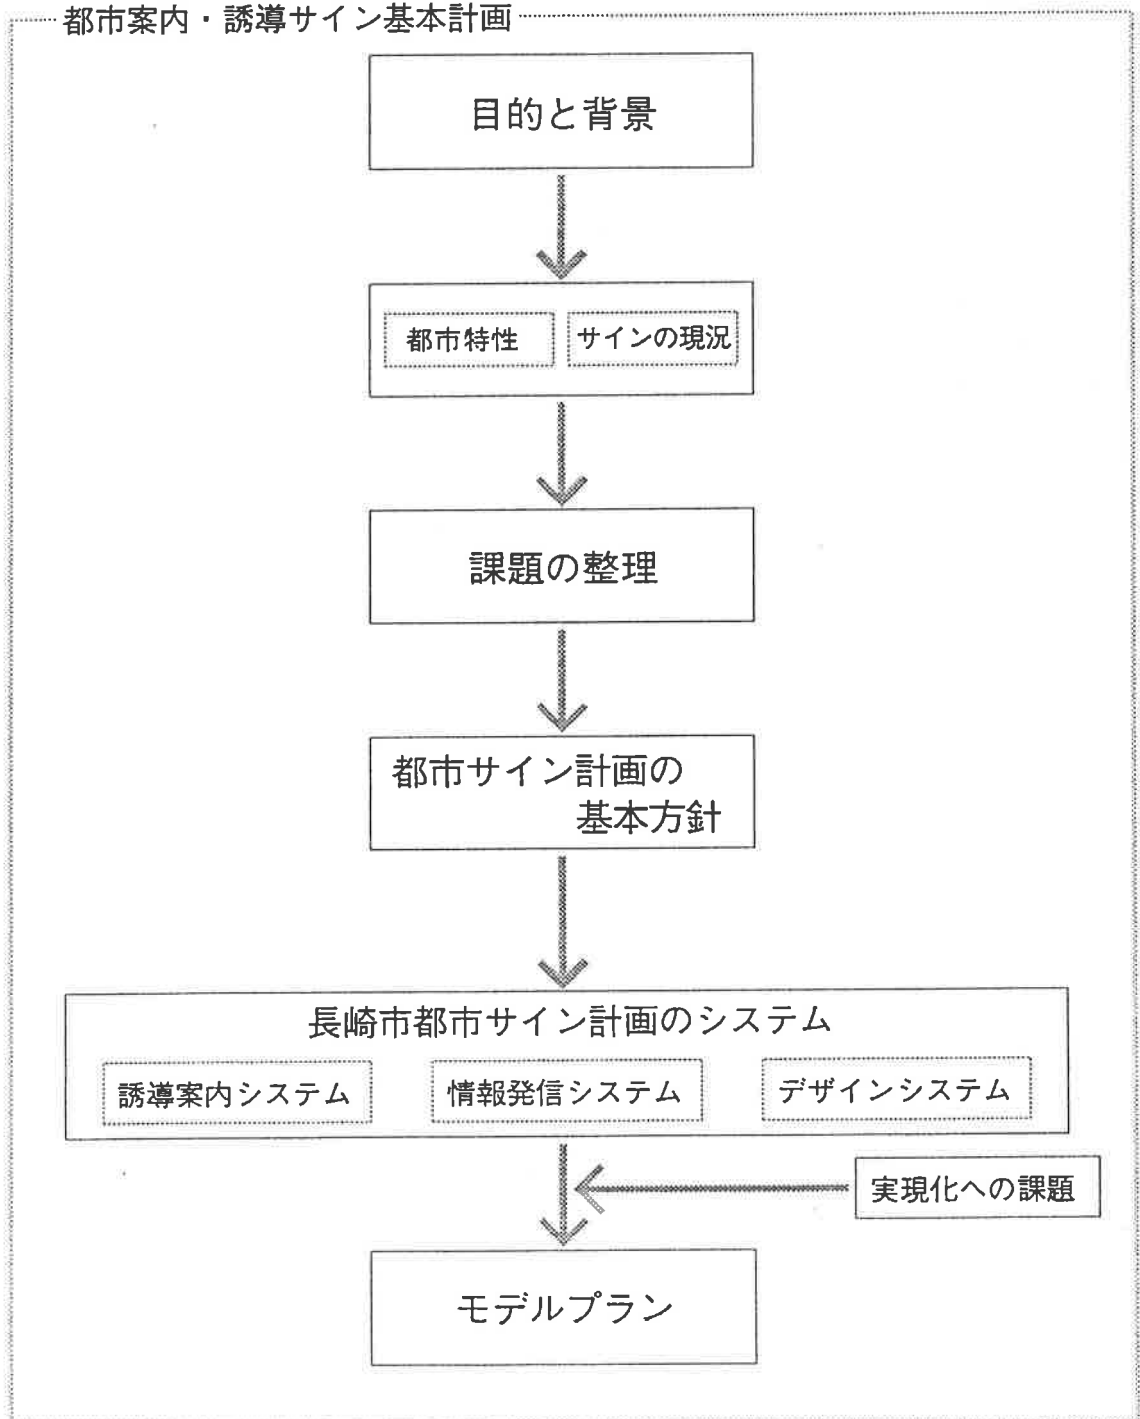 都市案内・誘導サイン基本計画
目的と背景
都市特性
サインの現況
課題の整理
都市サイン計画の
基本方針
長崎市都市サイン計画のシステム
誘導案内システム
情報発信システム
デザインシステム
実現化への課題
モデルプラン